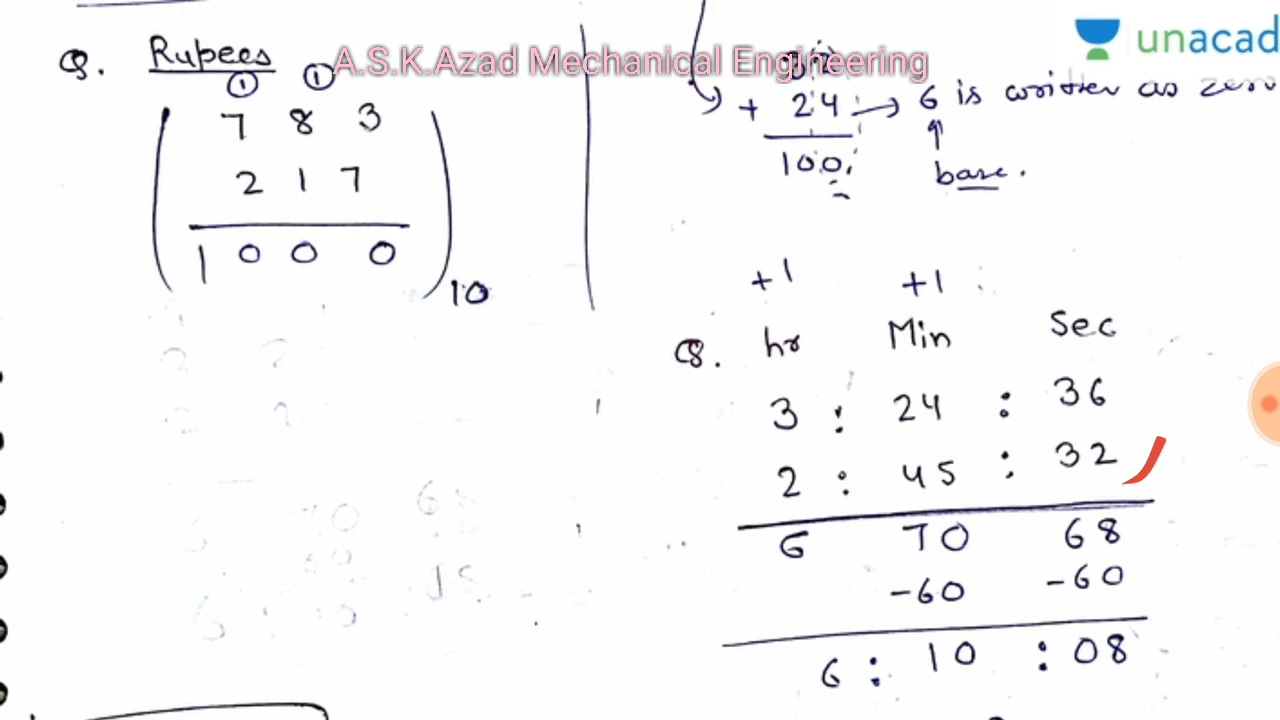 unacad
A.S.K.Azad Mechanical Engineering
Q. Rupees
① ①
7 8 3
2 1 7
1 0 0 0
10
+ 24 → 6 is written as zero
100
base.
+1 +1
Q. hr Min Sec
3 : 24 : 36
2 : 45 : 32
6 70 68
-60 -60
6 : 10 : 08